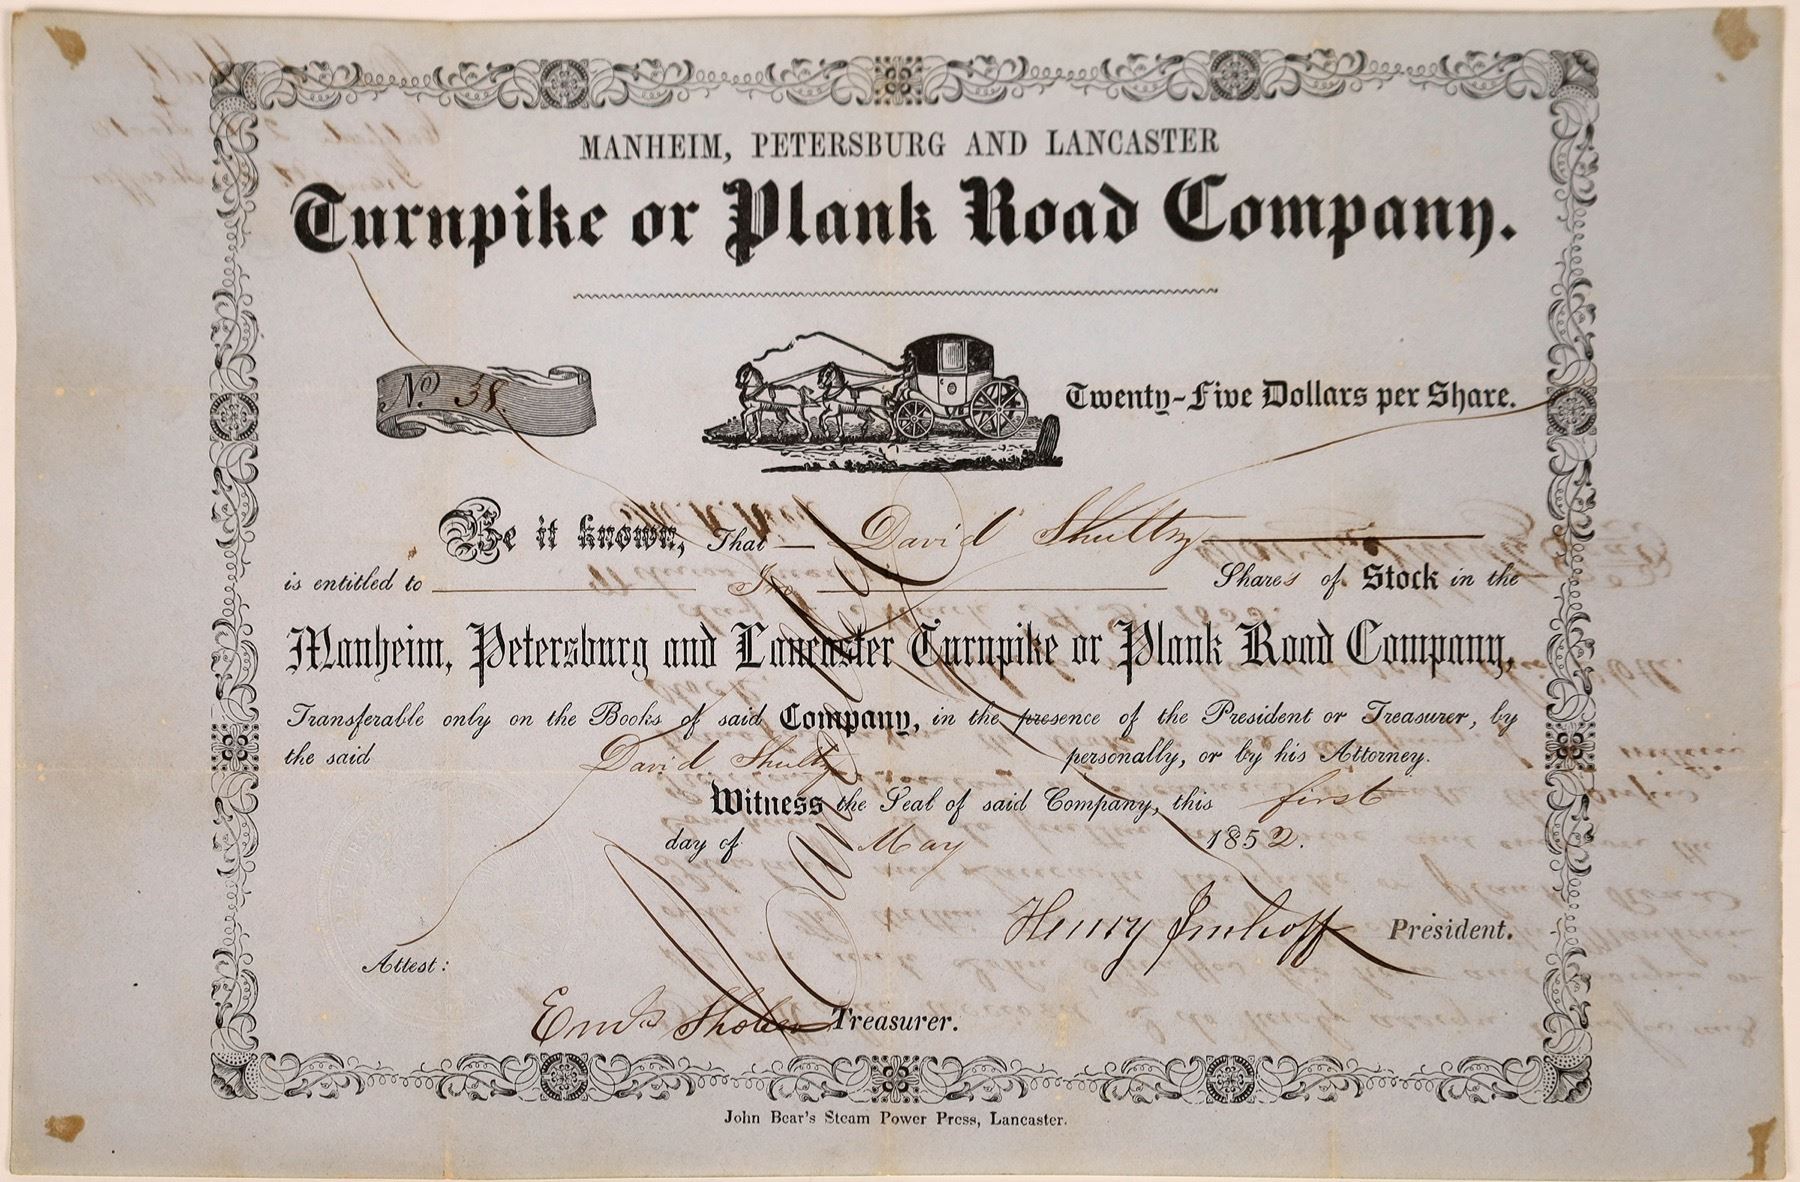 MANHEIM, PETERSBURG AND LANCASTER
Turnpike or Plank Road Company.
No. 38.
Twenty-Five Dollars per Share.
Be it known, That David Shultz
is entitled to Two Shares of Stock in the
Manheim, Petersburg and Lancaster Turnpike or Plank Road Company,
Transferable only on the Books of said Company, in the presence of the President or Treasurer, by
the said David Shultz personally, or by his Attorney.
Witness the Seal of said Company, this first
day of May 1852.
Henry Imhoff President.
Attest:
Treasurer.
John Bear's Steam Power Press, Lancaster.